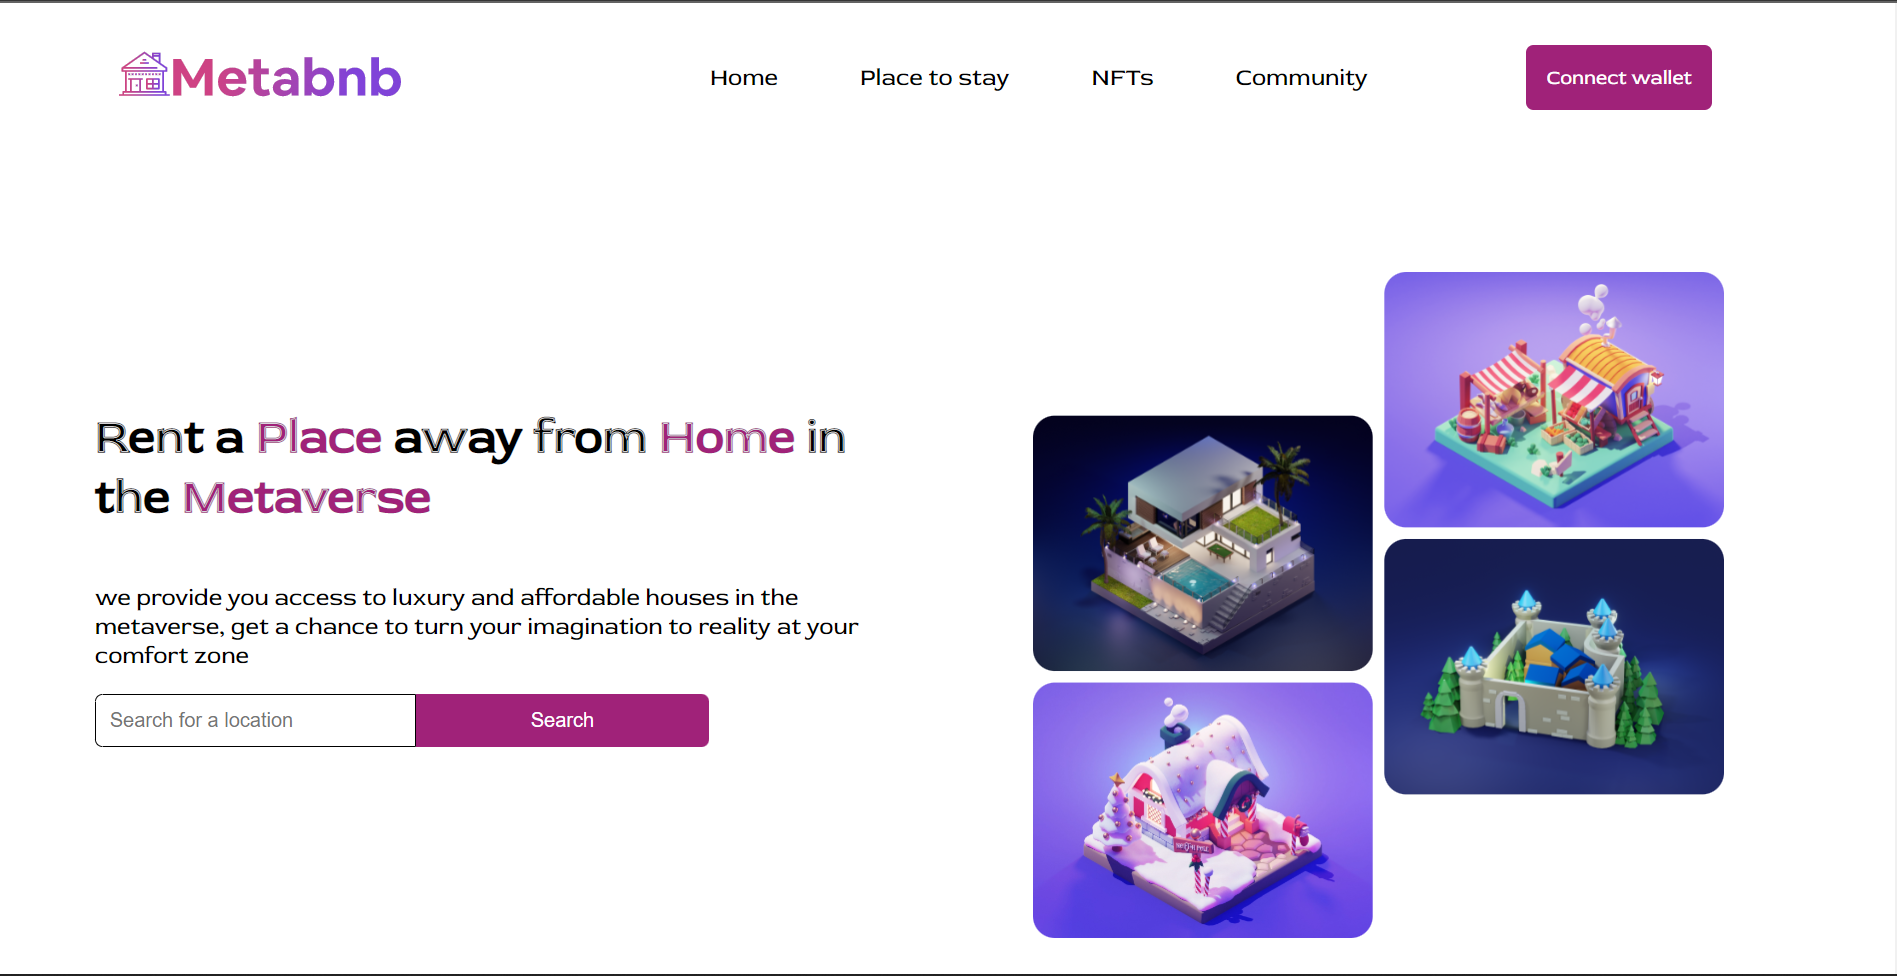 Metabnb
Home
Place to stay
NFTs
Community
Connect wallet
Rent a Place away from Home in
the Metaverse
we provide you access to luxury and affordable houses in the
metaverse, get a chance to turn your imagination to reality at your
comfort zone
Search for a location
Search